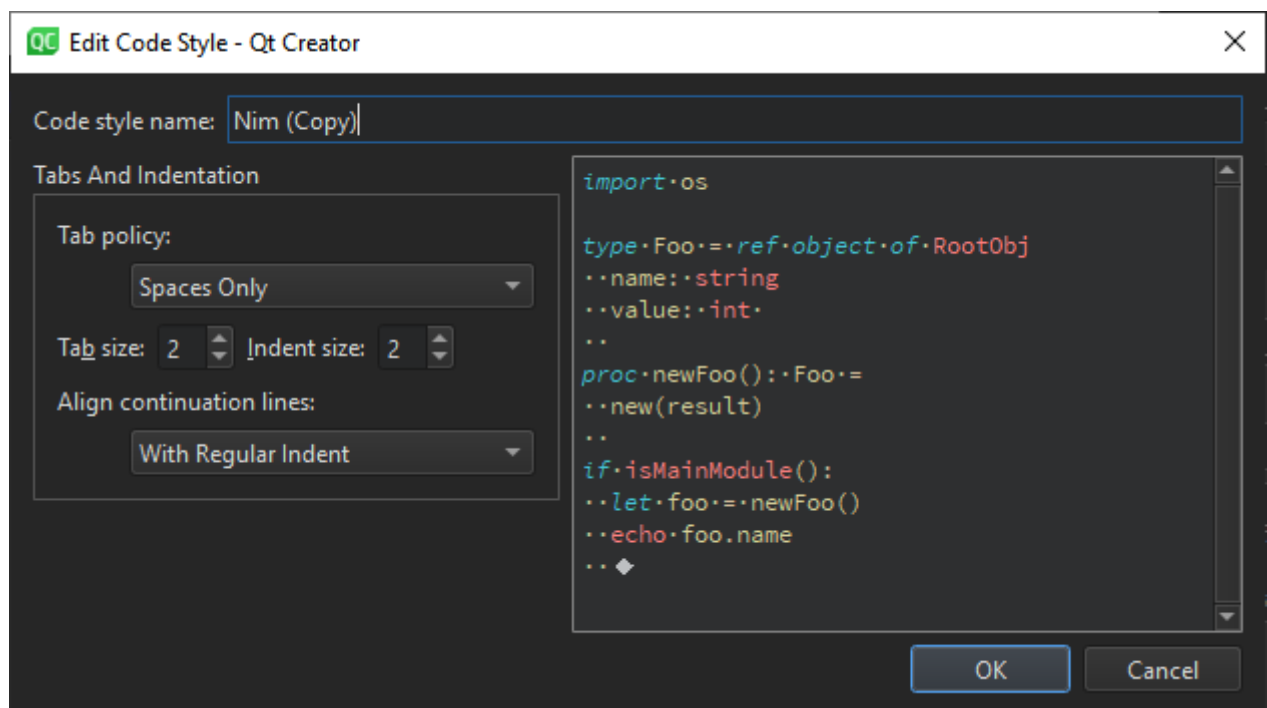 QC Edit Code Style - Qt Creator
Code style name: Nim (Copy)
Tabs And Indentation
Tab policy:
Spaces Only
Tab size: 2 Indent size: 2
Align continuation lines:
With Regular Indent
import·os
type·Foo·=·ref·object·of·RootObj
··name:·string
··value:·int·
··
proc·newFoo():·Foo·=
··new(result)
··
if·isMainModule():
··let·foo·=·newFoo()
··echo·foo.name
··◆
OK Cancel